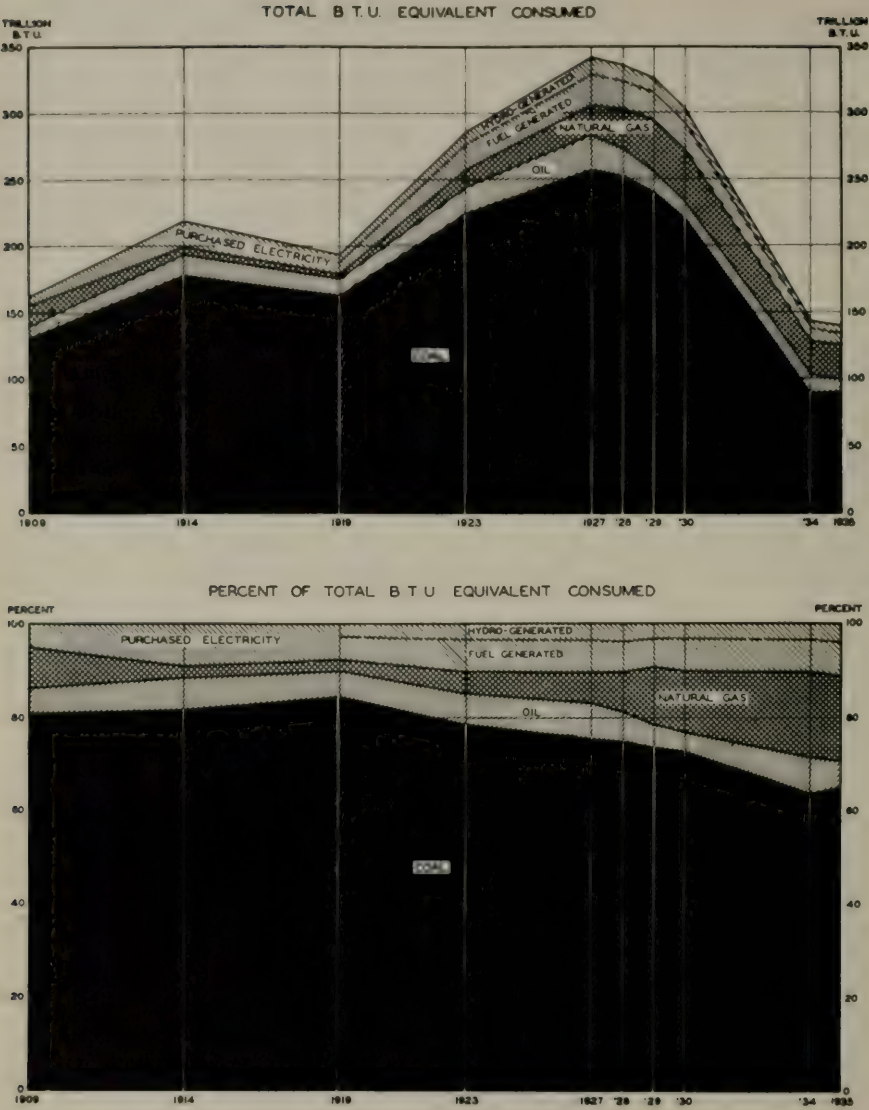 TOTAL B.T.U. EQUIVALENT CONSUMED
TRILLION B.T.U.
TRILLION B.T.U.
350
350
300
300
250
250
200
200
150
150
100
100
50
50
0
0
HYDRO-GENERATED
FUEL GENERATED
NATURAL GAS
OIL
PURCHASED ELECTRICITY
COAL
1909 1914 1919 1923 1927 '28 '29 '30 '34 1935
PERCENT OF TOTAL B T U EQUIVALENT CONSUMED
PERCENT
PERCENT
100
100
80
80
60
60
40
40
20
20
0
0
HYDRO-GENERATED
PURCHASED ELECTRICITY
FUEL GENERATED
NATURAL GAS
OIL
COAL
1909 1914 1919 1923 1927 '28 '29 '30 '34 1935